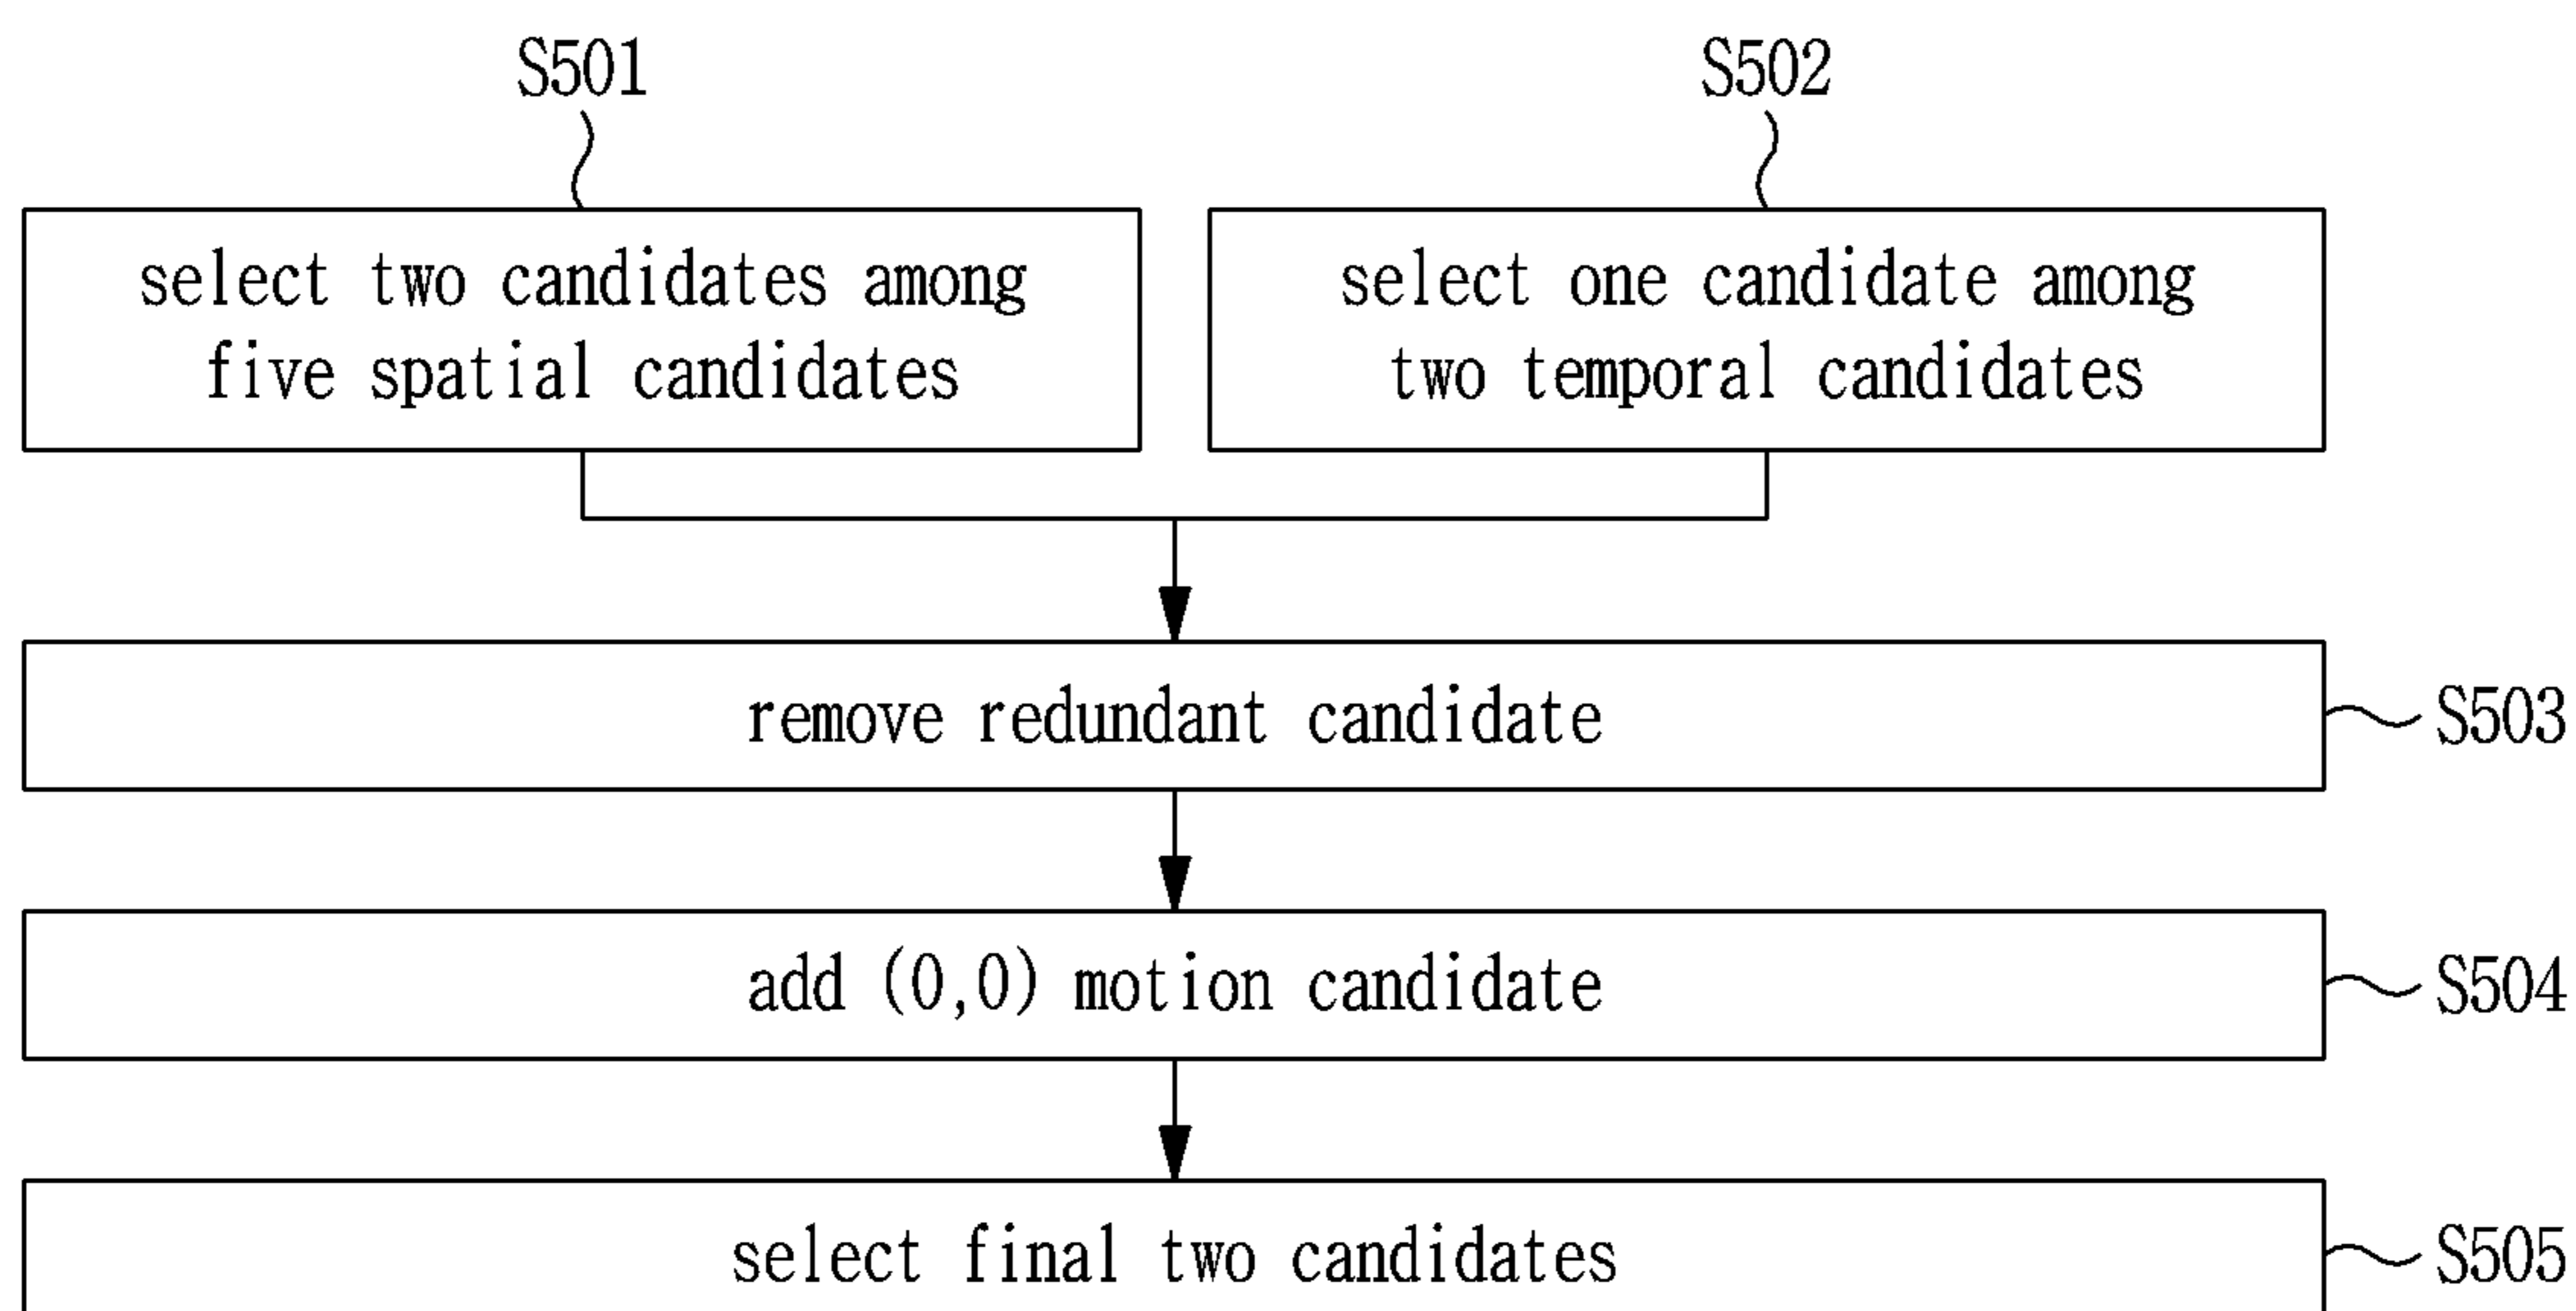 S501
S502
select two candidates among
five spatial candidates
select one candidate among
two temporal candidates
remove redundant candidate
S503
add (0,0) motion candidate
S504
select final two candidates
S505